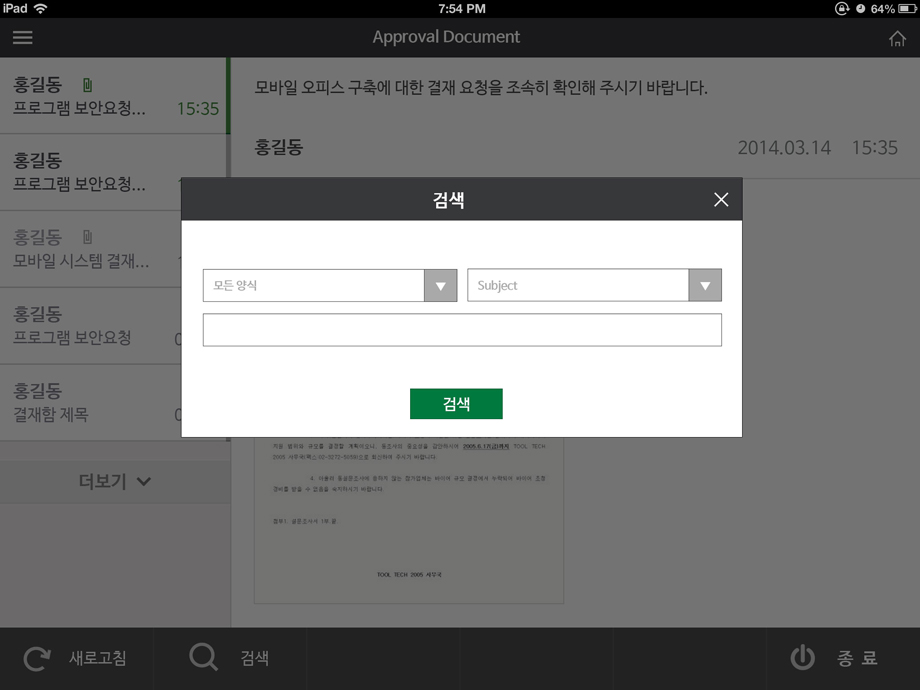 iPad
7:54 PM
64%
Approval Document
홍길동
프로그램 보안요청...
15:35
홍길동
프로그램 보안요청...
홍길동
모바일 시스템 결재...
홍길동
프로그램 보안요청
홍길동
결재함 제목
더보기
모바일 오피스 구축에 대한 결재 요청을 조속히 확인해 주시기 바랍니다.
홍길동
2014.03.14 15:35
검색
모든 양식
Subject
검색
TOOL TECH
4.
TOOL TECH 2005 사무국
새로고침
검색
종 료